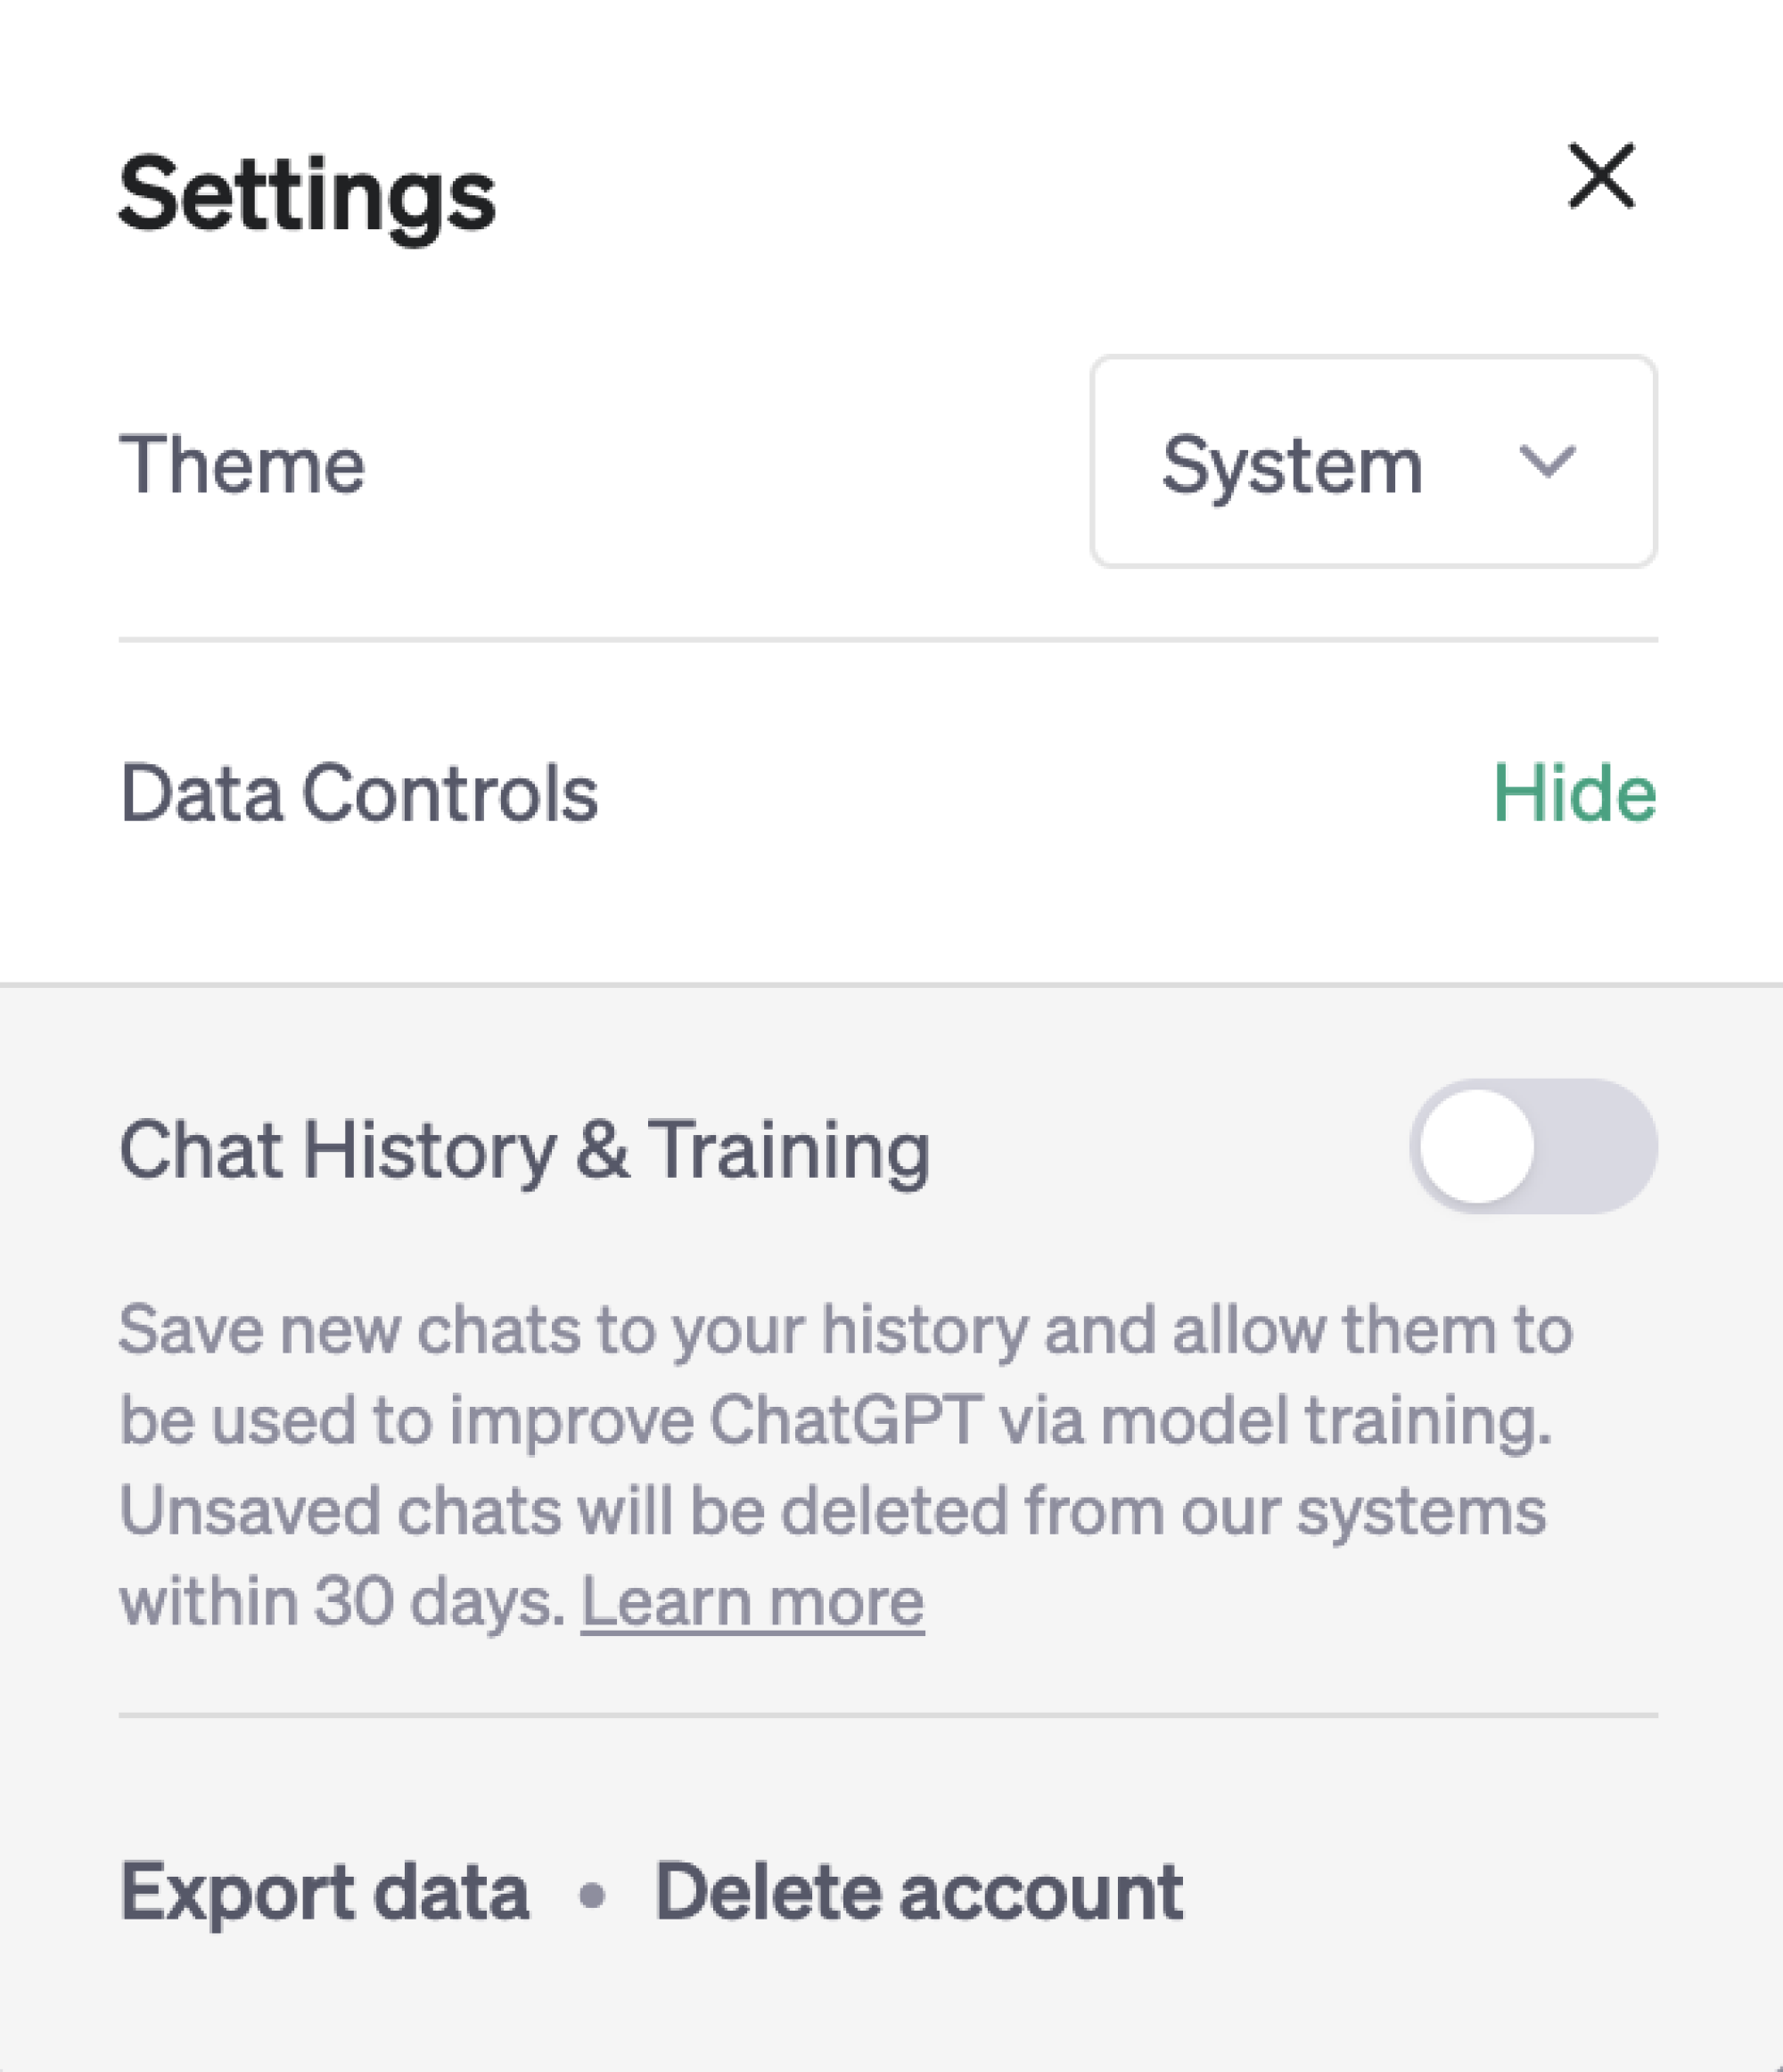 Settings
Theme
System
Data Controls
Hide
Chat History & Training
Save new chats to your history and allow them to
be used to improve ChatGPT via model training.
Unsaved chats will be deleted from our systems
within 30 days. Learn more
Export data • Delete account